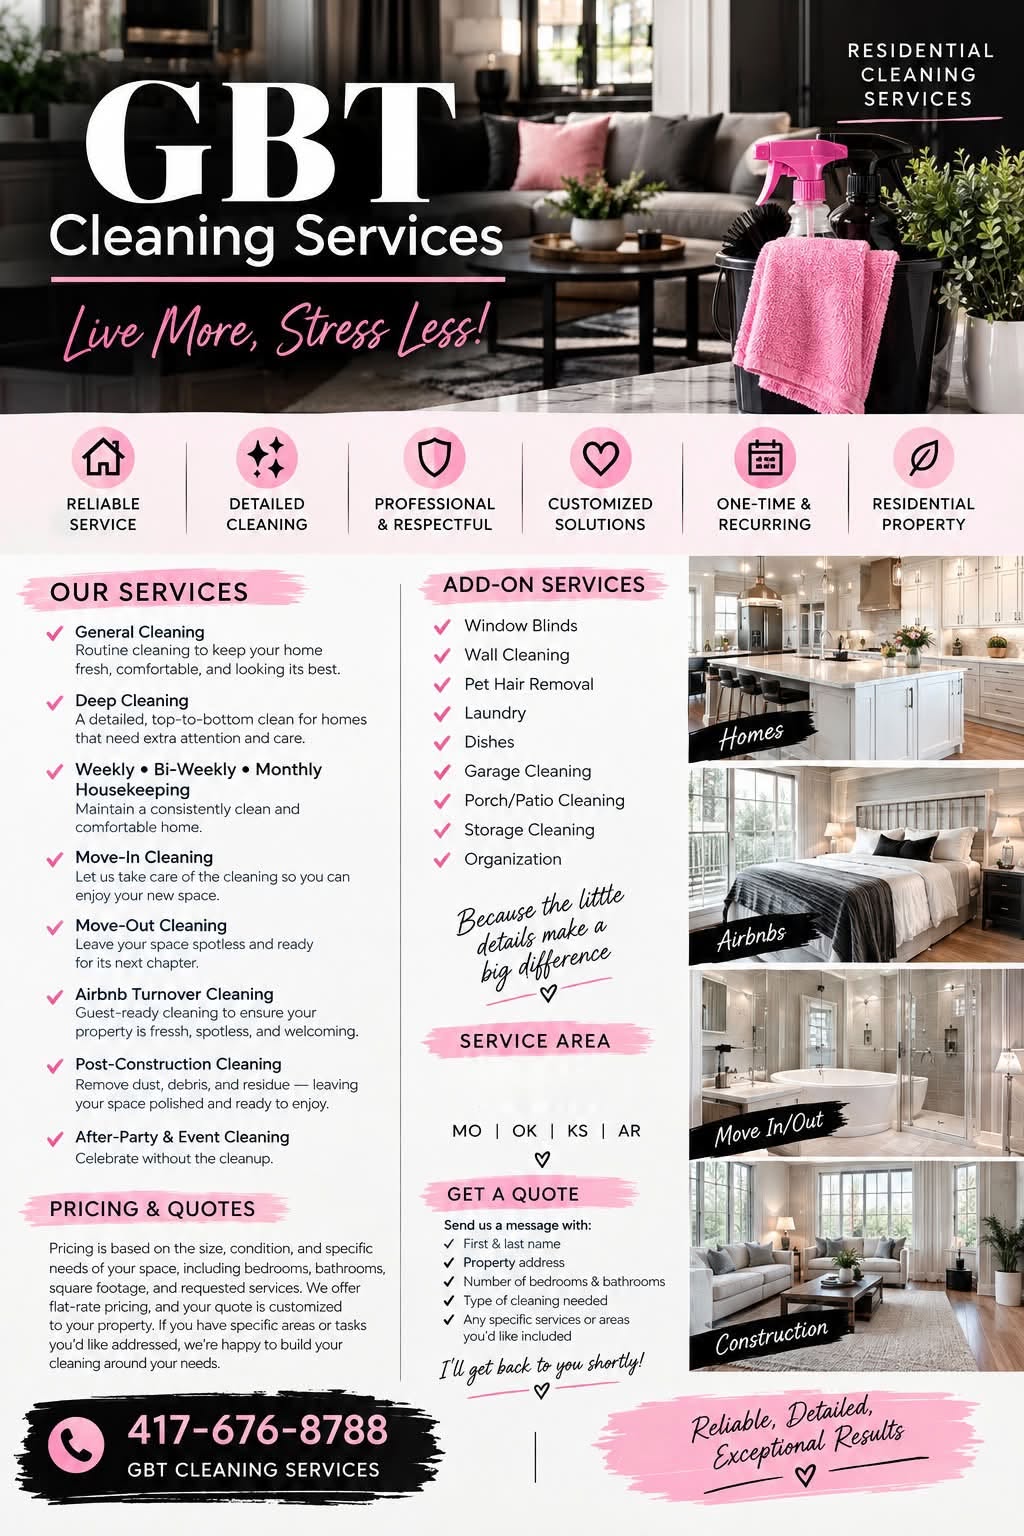 GBT
Cleaning Services
Live More, Stress Less!
RESIDENTIAL
CLEANING
SERVICES
RELIABLE
SERVICE
DETAILED
CLEANING
PROFESSIONAL
& RESPECTFUL
CUSTOMIZED
SOLUTIONS
ONE-TIME &
RECURRING
RESIDENTIAL
PROPERTY
OUR SERVICES
General Cleaning
Routine cleaning to keep your home
fresh, comfortable, and looking its best.
Deep Cleaning
A detailed, top-to-bottom clean for homes
that need extra attention and care.
Weekly • Bi-Weekly • Monthly
Housekeeping
Maintain a consistently clean and
comfortable home.
Move-In Cleaning
Let us take care of the cleaning so you can
enjoy your new space.
Move-Out Cleaning
Leave your space spotless and ready
for its next chapter.
Airbnb Turnover Cleaning
Guest-ready cleaning to ensure your
property is fressh, spotless, and welcoming.
Post-Construction Cleaning
Remove dust, debris, and residue — leaving
your space polished and ready to enjoy.
After-Party & Event Cleaning
Celebrate without the cleanup.
PRICING & QUOTES
Pricing is based on the size, condition, and specific
needs of your space, including bedrooms, bathrooms,
square footage, and requested services. We offer
flat-rate pricing, and your quote is customized
to your property. If you have specific areas or tasks
you'd like addressed, we're happy to build your
cleaning around your needs.
ADD-ON SERVICES
Window Blinds
Wall Cleaning
Pet Hair Removal
Laundry
Dishes
Garage Cleaning
Porch/Patio Cleaning
Storage Cleaning
Organization
Because the little
details make a
big difference
SERVICE AREA
MO | OK | KS | AR
GET A QUOTE
Send us a message with:
First & last name
Property address
Number of bedrooms & bathrooms
Type of cleaning needed
Any specific services or areas
you'd like included
I'll get back to you shortly!
Homes
Airbnbs
Move In/Out
Construction
417-676-8788
GBT CLEANING SERVICES
Reliable, Detailed,
Exceptional Results